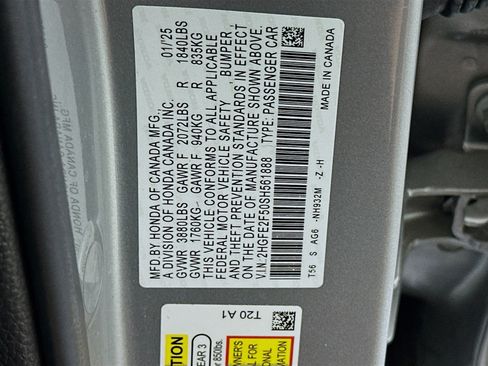 MFD. BY HONDA OF CANADA MFG. 01/25
A DIVISION OF HONDA CANADA INC.
GVWR 3880LBS GAWR F 2072LBS R 1840LBS
GVWR 1760KG GAWR F 940KG R 835KG
THIS VEHICLE CONFORMS TO ALL APPLICABLE
FEDERAL MOTOR VEHICLE SAFETY BUMPER
AND THEFT PREVENTION STANDARDS IN EFFECT
ON THE DATE OF MANUFACTURE SHOWN ABOVE.
V.I.N.:2HGFE2F50SH561888 TYPE:PASSENGER CAR
MADE IN CANADA
T56 S AG6 -NH932M -Z -H
T20 A1